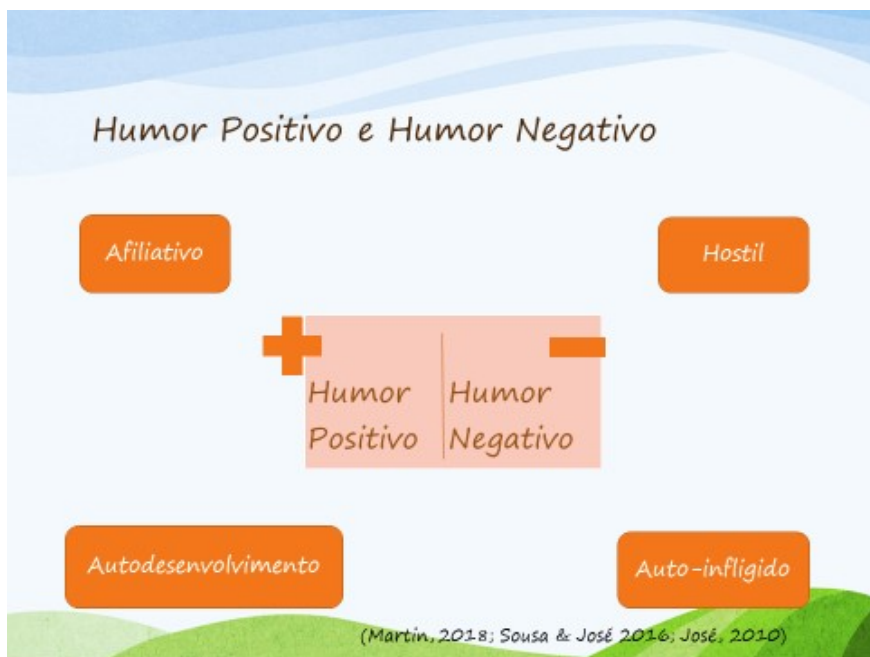 Humor Positivo e Humor Negativo
Afiliativo
Hostil
Humor
Positivo
Humor
Negativo
Autodesenvolvimento
Auto-infligido
(Martin, 2018; Sousa & José 2016; José, 2010)